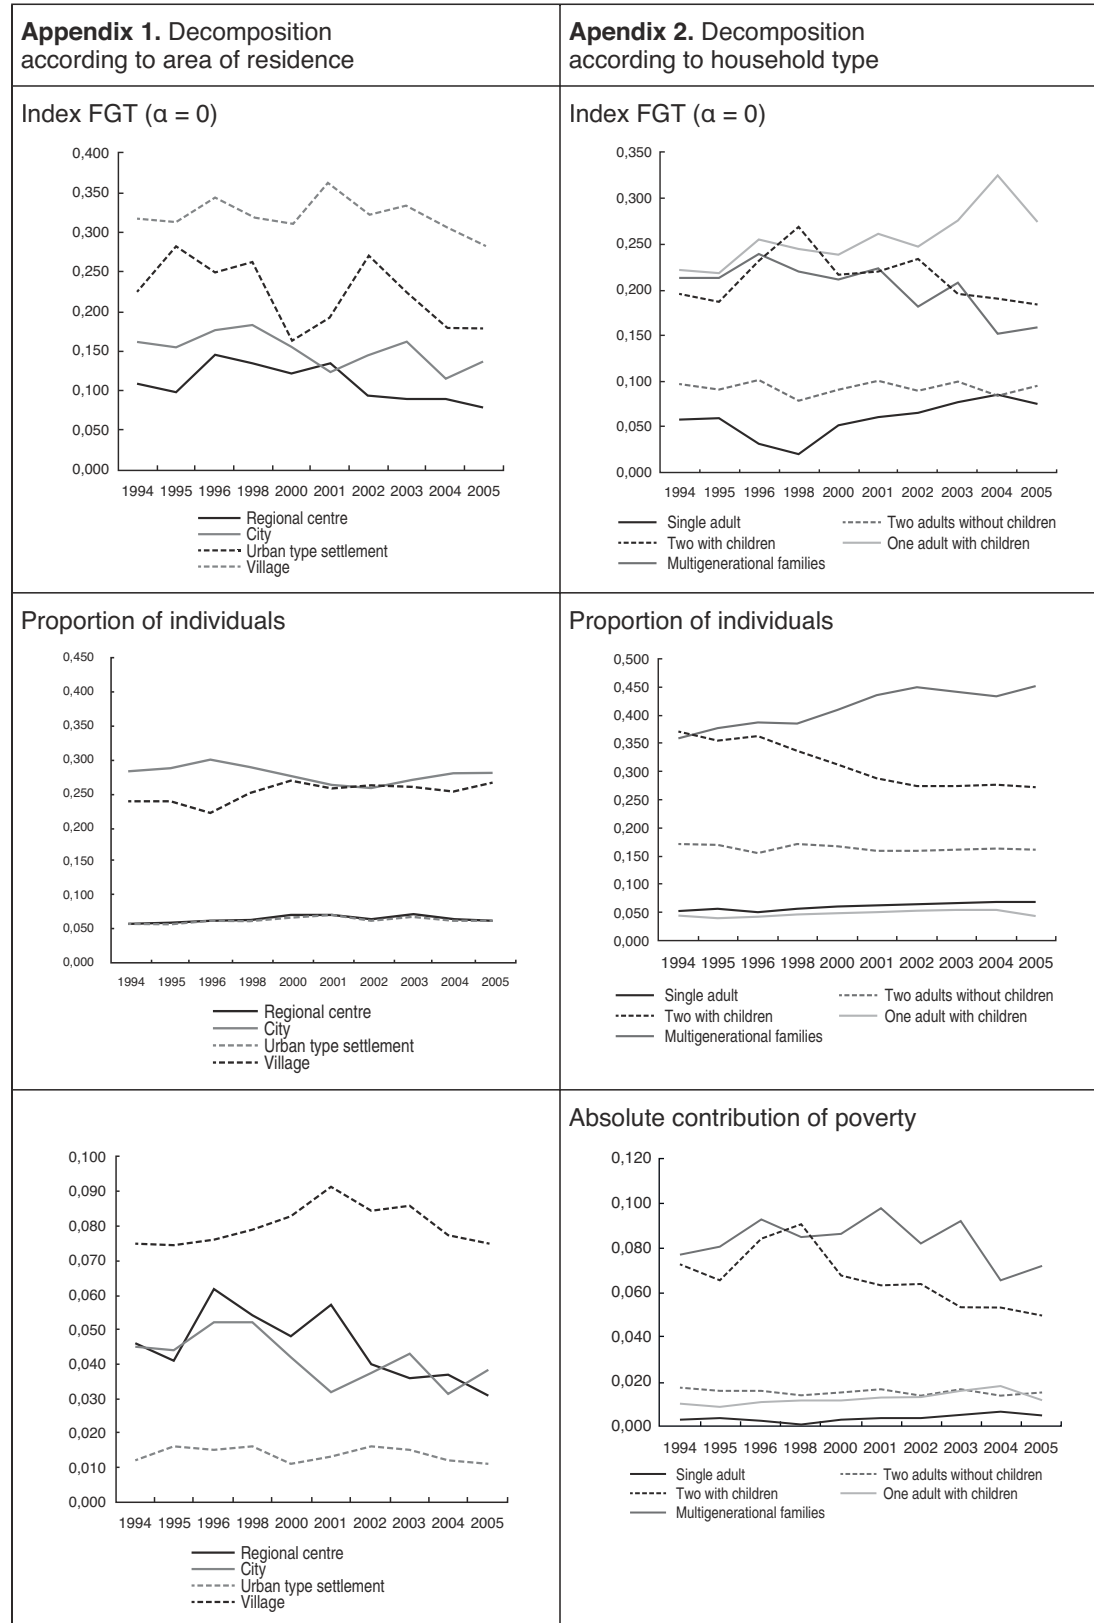 Appendix 1. Decomposition
according to area of residence
Apendix 2. Decomposition
according to household type
Index FGT (α = 0)
0,400
0,350
0,300
0,250
0,200
0,150
0,100
0,050
0,000
1994 1995 1996 1998 2000 2001 2002 2003 2004 2005
Regional centre
City
Urban type settlement
Village
Index FGT (α = 0)
0,350
0,300
0,250
0,200
0,150
0,100
0,050
0,000
1994 1995 1996 1998 2000 2001 2002 2003 2004 2005
Single adult
Two with children
Multigenerational families
Two adults without children
One adult with children
Proportion of individuals
0,450
0,400
0,350
0,300
0,250
0,200
0,150
0,100
0,050
0,000
1994 1995 1996 1998 2000 2001 2002 2003 2004 2005
Regional centre
City
Urban type settlement
Village
Proportion of individuals
0,500
0,450
0,400
0,350
0,300
0,250
0,200
0,150
0,100
0,050
0,000
1994 1995 1996 1998 2000 2001 2002 2003 2004 2005
Single adult
Two with children
Multigenerational families
Two adults without children
One adult with children
0,100
0,090
0,080
0,070
0,060
0,050
0,040
0,030
0,020
0,010
0,000
1994 1995 1996 1998 2000 2001 2002 2003 2004 2005
Regional centre
City
Urban type settlement
Village
Absolute contribution of poverty
0,120
0,100
0,080
0,060
0,040
0,020
0,000
1994 1995 1996 1998 2000 2001 2002 2003 2004 2005
Single adult
Two with children
Multigenerational families
Two adults without children
One adult with children